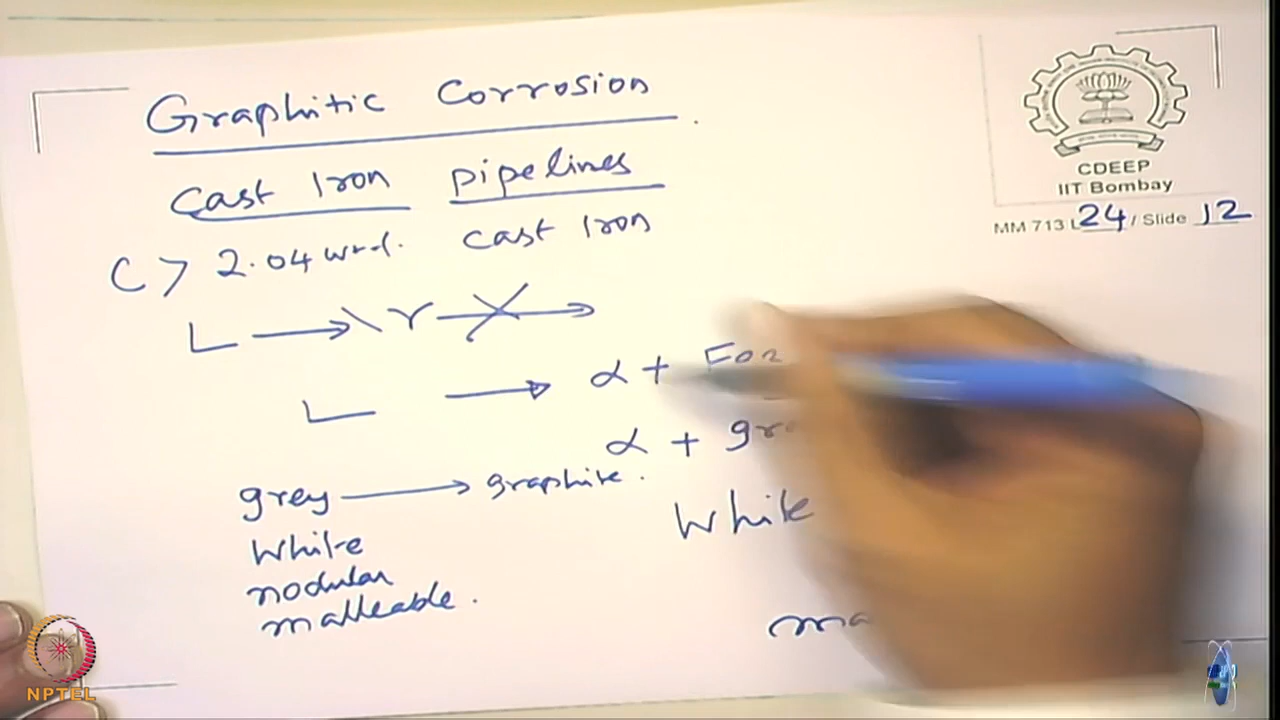 Graphitic Corrosion
Cast Iron pipelines
C > 2.04 wt%. Cast Iron
L → \ γ →
L → α +
α +
grey → graphite.
White
White
nodular
malleable.
CDEEP
IIT Bombay
MM 713 L 24 / Slide 12
NPTEL